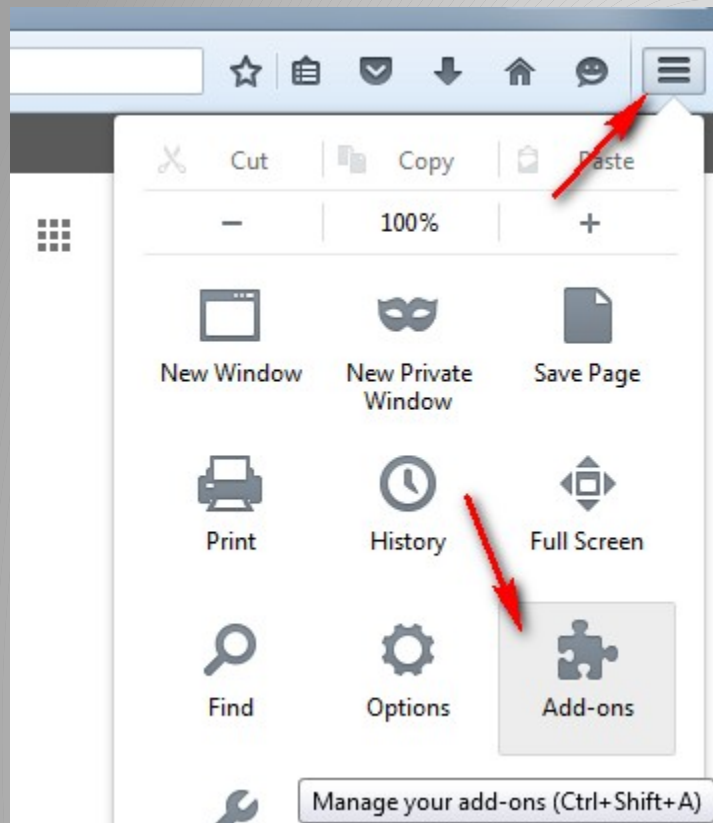 Cut Copy Paste
100%
New Window New Private Window Save Page
Print History Full Screen
Find Options Add-ons
Manage your add-ons (Ctrl+Shift+A)